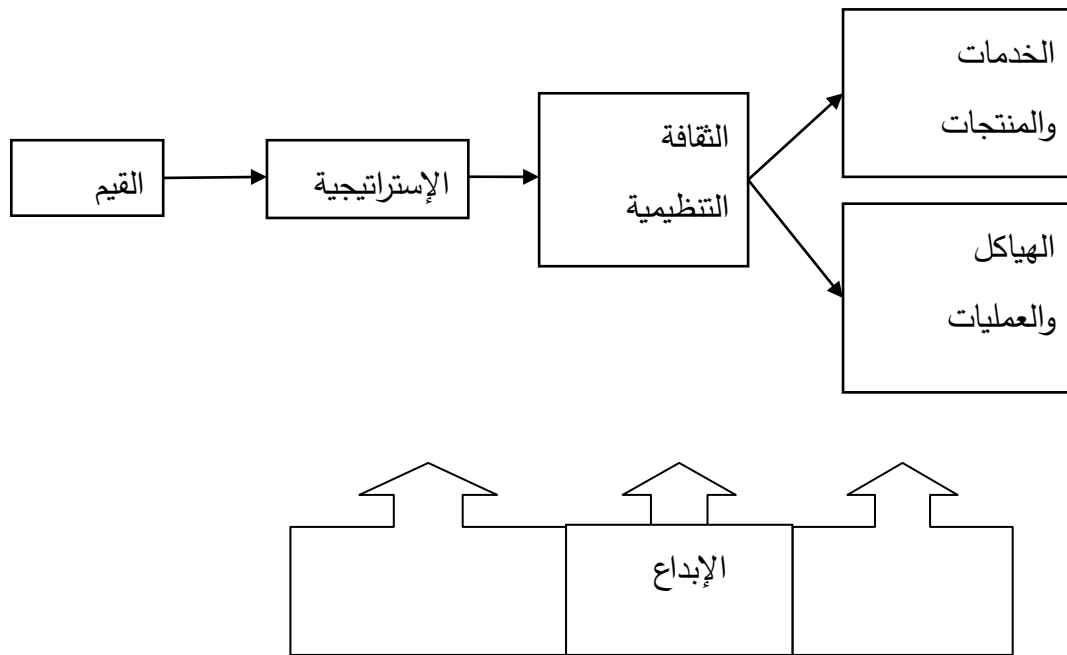 القيم
الإستراتيجية
الثقافة
التنظيمية
الخدمات
والمنتجات
الهياكل
والعمليات
الإبداع